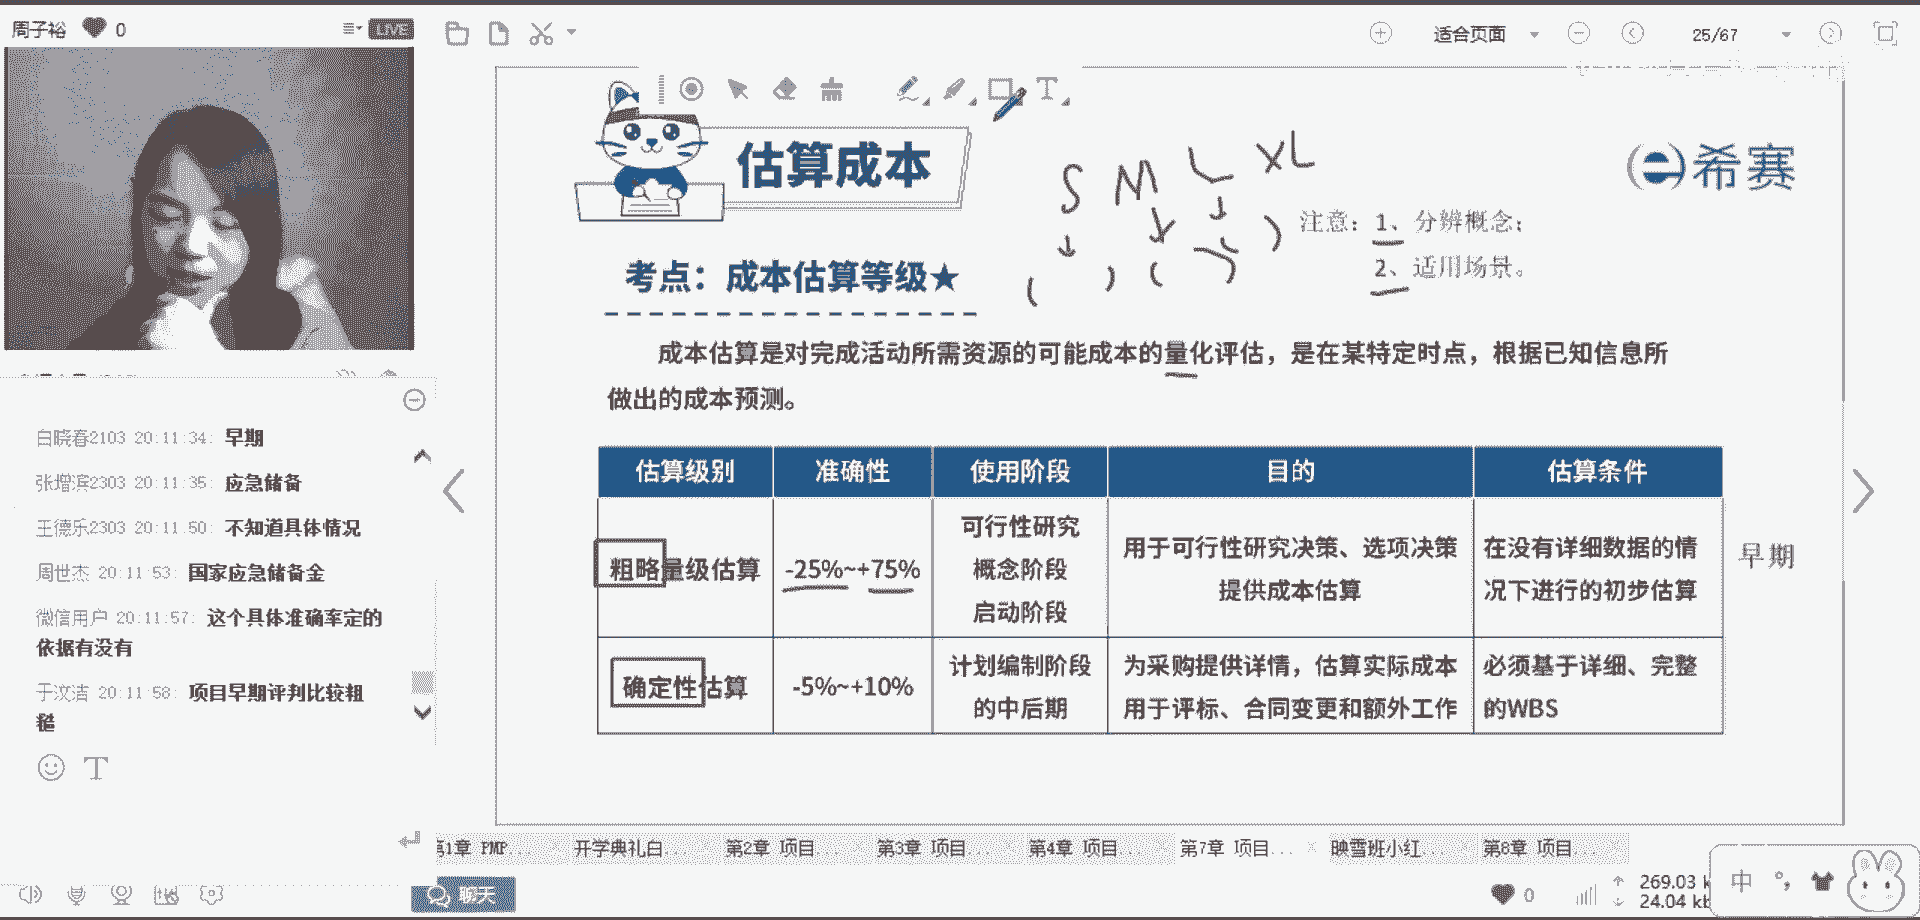 周子裕 0
LIVE
适合页面
25/67
估算成本
S M L XL
希赛
注意：1、分辨概念；
2、适用场景。
考点：成本估算等级★
成本估算是对完成活动所需资源的可能成本的量化评估，是在某特定时点，根据已知信息所
做出的成本预测。
估算级别 准确性 使用阶段 目的 估算条件
粗略量级估算 -25%~+75% 可行性研究
概念阶段
启动阶段 用于可行性研究决策、选项决策
提供成本估算 在没有详细数据的情
况下进行的初步估算
早期
确定性估算 -5%~+10% 计划编制阶段
的中后期 为采购提供详情，估算实际成本
用于评标、合同变更和额外工作 必须基于详细、完整
的WBS
白晓春2103 20:11:34: 早期
张增滨2303 20:11:35: 应急储备
王德乐2303 20:11:50: 不知道具体情况
周世杰 20:11:53: 国家应急储备金
微信用户 20:11:57: 这个具体准确率定的
依据有没有
于汶洁 20:11:58: 项目早期评判比较粗
糙
第1章 PMP...
开学典礼白...
第2章 项目...
第3章 项目...
第4章 项目...
第7章 项目...
映雪班小红...
第8章 项目...
聊天
0
269.03 k
24.04 kb
中